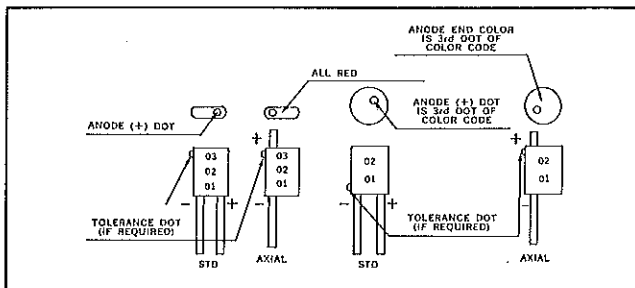 ANODE END COLOR
IS 3rd DOT OF
COLOR CODE
ALL RED
ANODE (+) DOT
ANODE (+) DOT
IS 3rd DOT OF
COLOR CODE
+
03
02
01
- +
03
02
01
-
02
01
- +
+
02
01
-
TOLERANCE DOT
(IF REQUIRED)
TOLERANCE DOT
(IF REQUIRED)
STD
AXIAL
STD
AXIAL